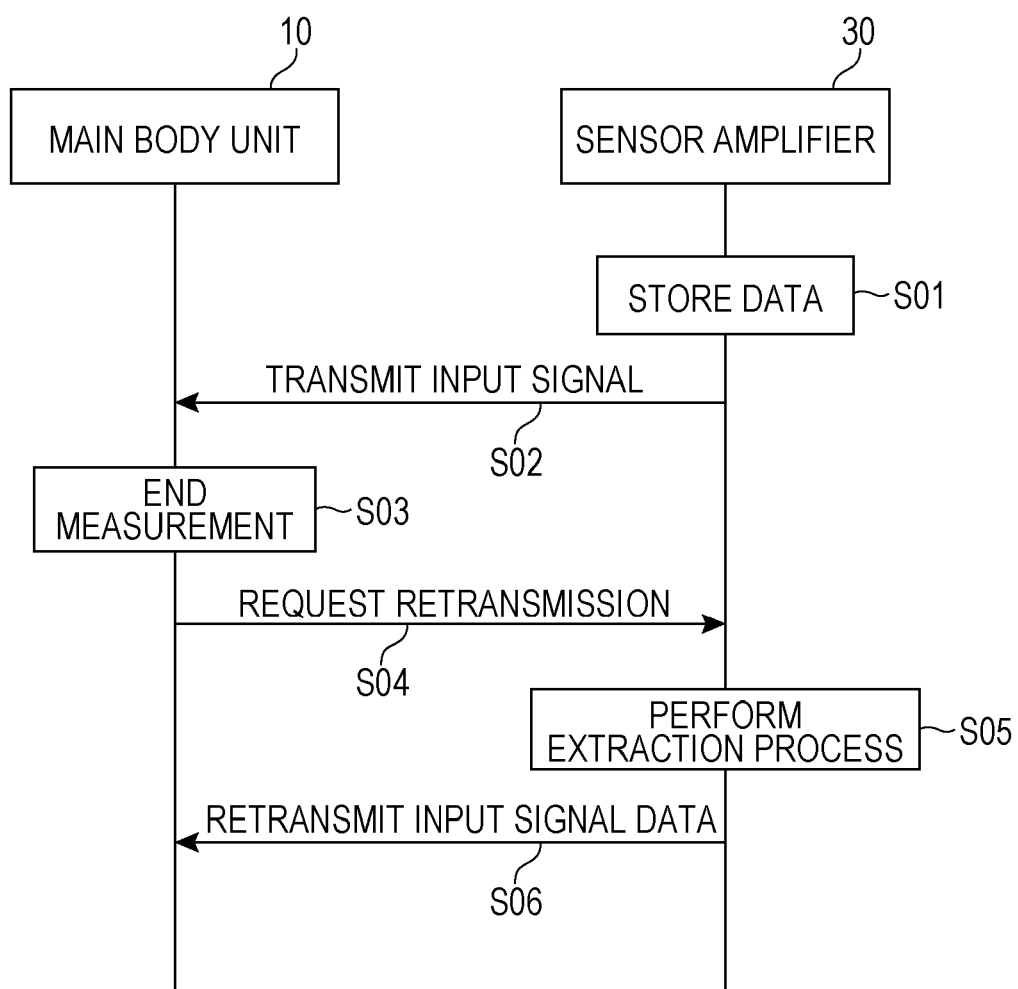 10
30
MAIN BODY UNIT
SENSOR AMPLIFIER
STORE DATA
S01
TRANSMIT INPUT SIGNAL
S02
END
MEASUREMENT
S03
REQUEST RETRANSMISSION
S04
PERFORM
EXTRACTION PROCESS
S05
RETRANSMIT INPUT SIGNAL DATA
S06